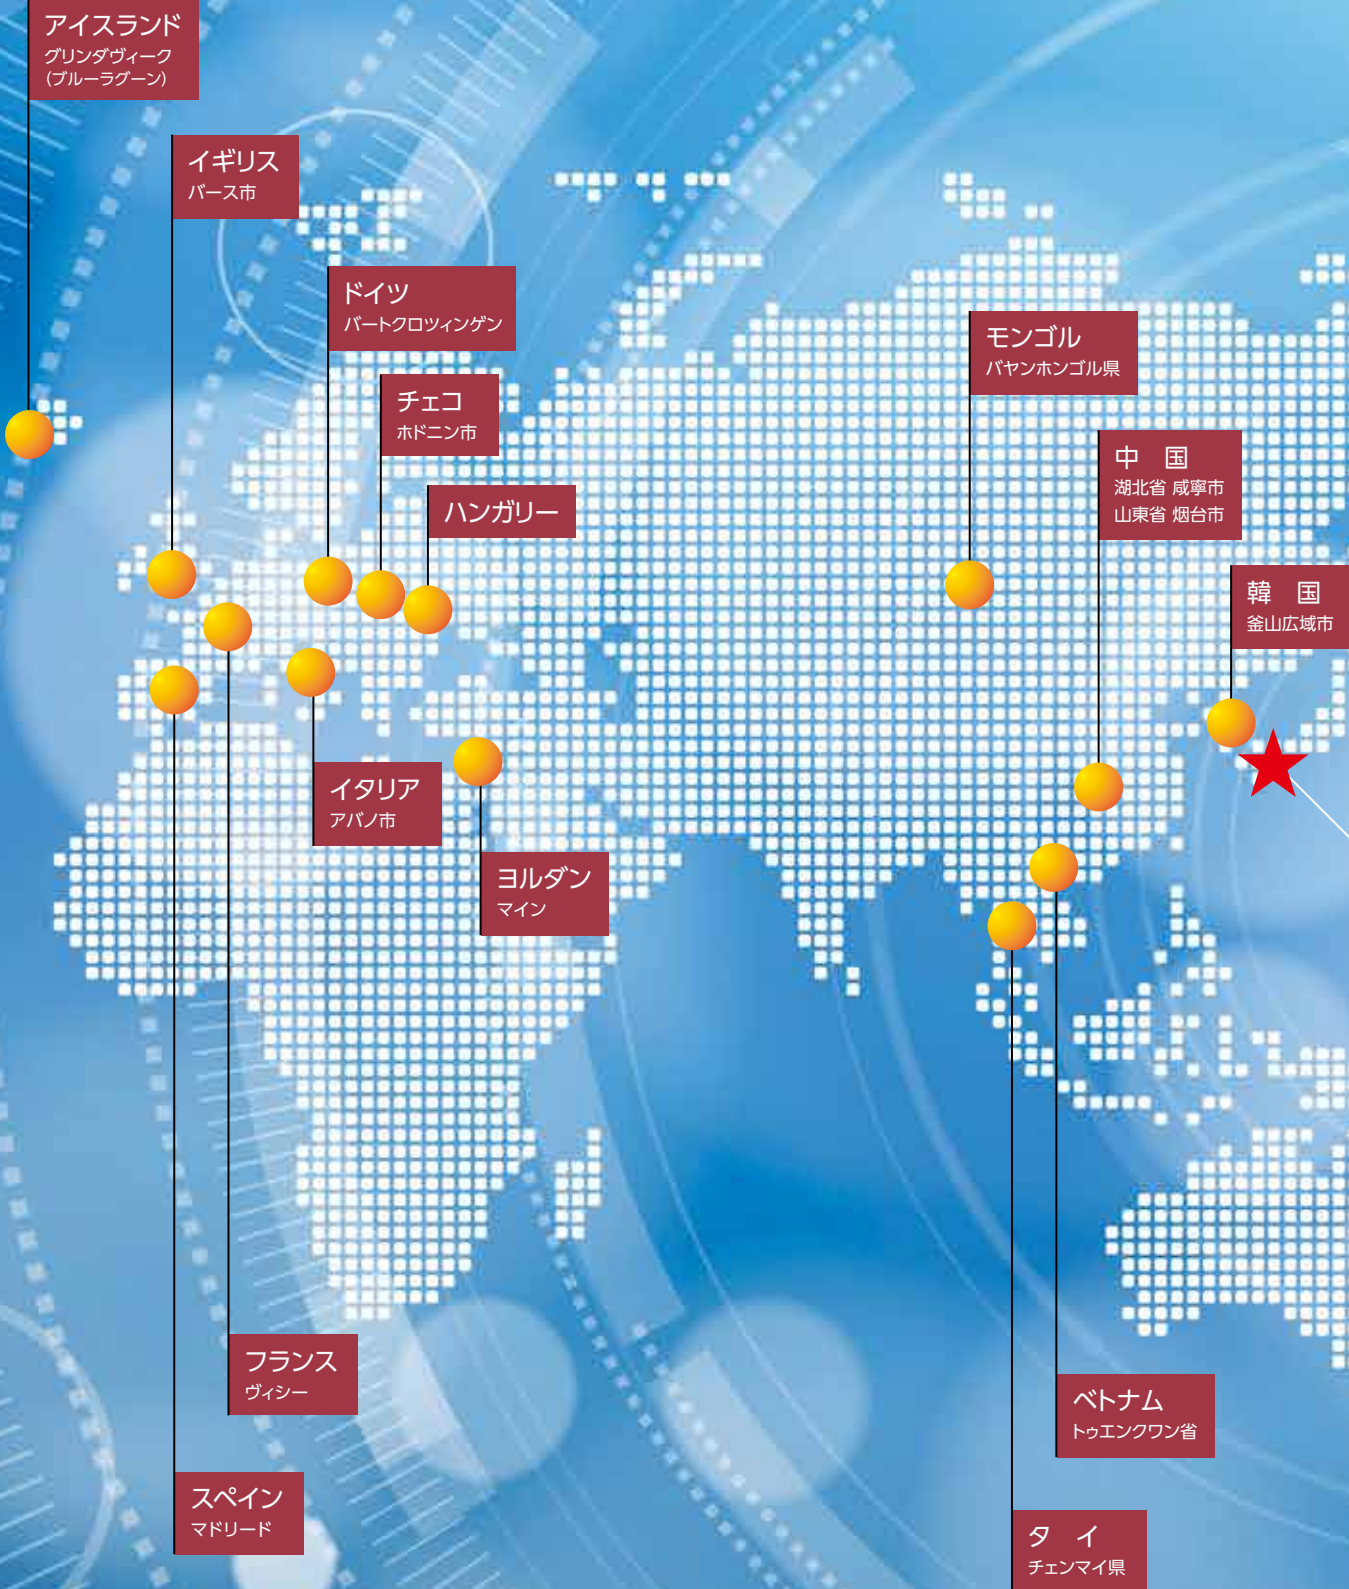 アイスランド
グリンダヴィーク
(ブルーラグーン)
イギリス
バース市
ドイツ
バートクロツィンゲン
チェコ
ホドニン市
ハンガリー
モンゴル
バヤンホンゴル県
中　国
湖北省 咸寧市
山東省 烟台市
韓　国
釜山広域市
イタリア
アバノ市
ヨルダン
マイン
フランス
ヴィシー
スペイン
マドリード
ベトナム
トゥエンクワン省
タ　イ
チェンマイ県